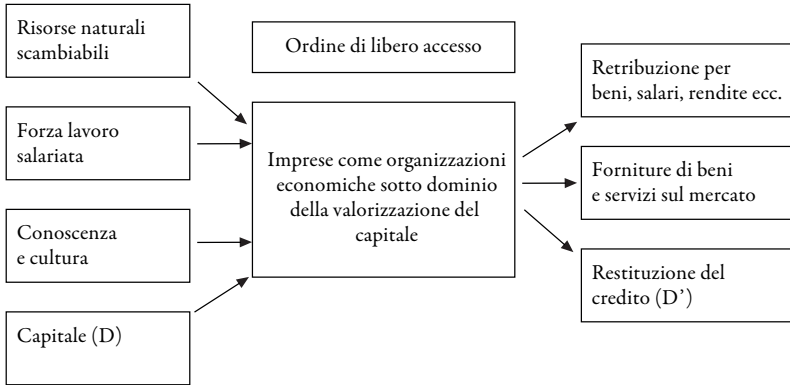 Risorse naturali
scambiabili
Forza lavoro
salariata
Conoscenza
e cultura
Capitale (D)
Ordine di libero accesso
Imprese come organizzazioni
economiche sotto dominio
della valorizzazione del
capitale
Retribuzione per
beni, salari, rendite ecc.
Forniture di beni
e servizi sul mercato
Restituzione del
credito (D’)